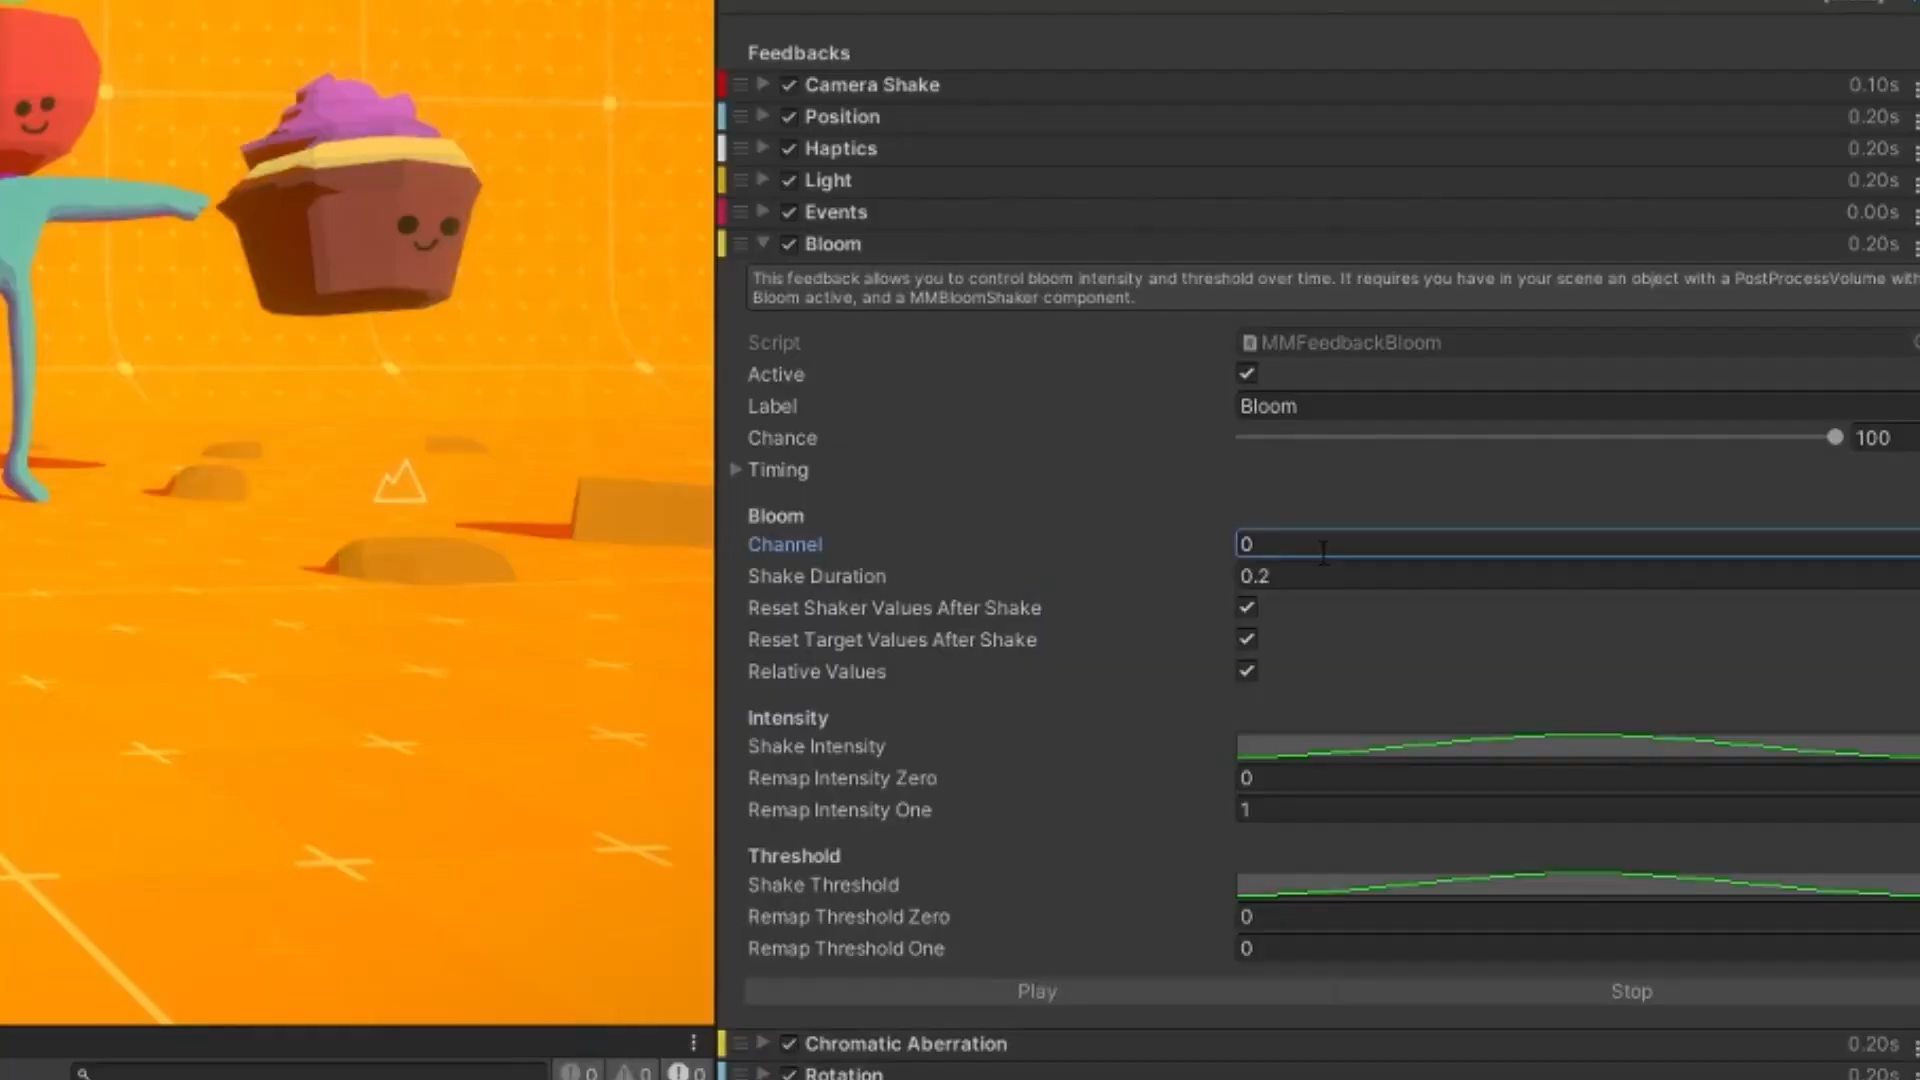 Feedbacks
Camera Shake 0.10s
Position 0.20s
Haptics 0.20s
Light 0.20s
Events 0.00s
Bloom 0.20s
This feedback allows you to control bloom intensity and threshold over time. It requires you have in your scene an object with a PostProcessVolume with
Bloom active, and a MMBloomShaker component.
Script MMFeedbackBloom
Active
Label Bloom
Chance 100
Timing
Bloom
Channel 0
Shake Duration 0.2
Reset Shaker Values After Shake
Reset Target Values After Shake
Relative Values
Intensity
Shake Intensity
Remap Intensity Zero 0
Remap Intensity One 1
Threshold
Shake Threshold
Remap Threshold Zero 0
Remap Threshold One 0
Play Stop
Chromatic Aberration 0.20s
Rotation 0.20s
0 0 0